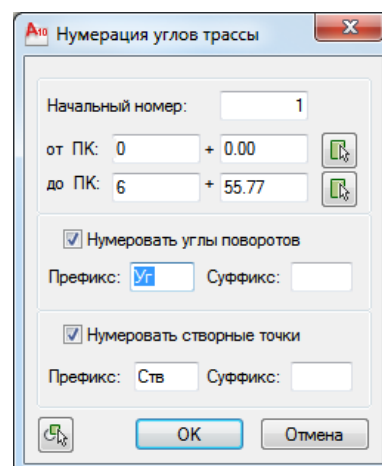 A10 Нумерация углов трассы
Начальный номер: 1
от ПК: 0 + 0.00
до ПК: 6 + 55.77
Нумеровать углы поворотов
Префикс: Уг Суффикс:
Нумеровать створные точки
Префикс: Ств Суффикс:
OK Отмена